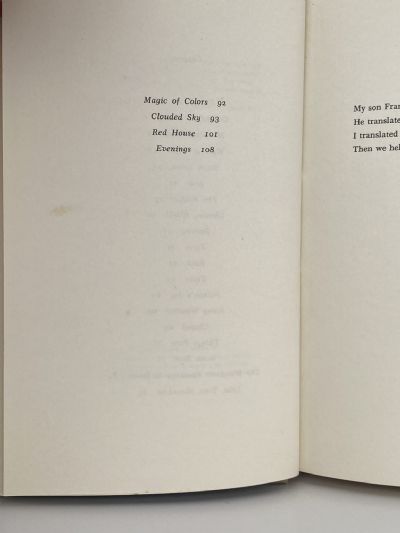 Magic of Colors 92
Clouded Sky 93
Red House 101
Evenings 108
My son Fran
He translate
I translated
Then we hel